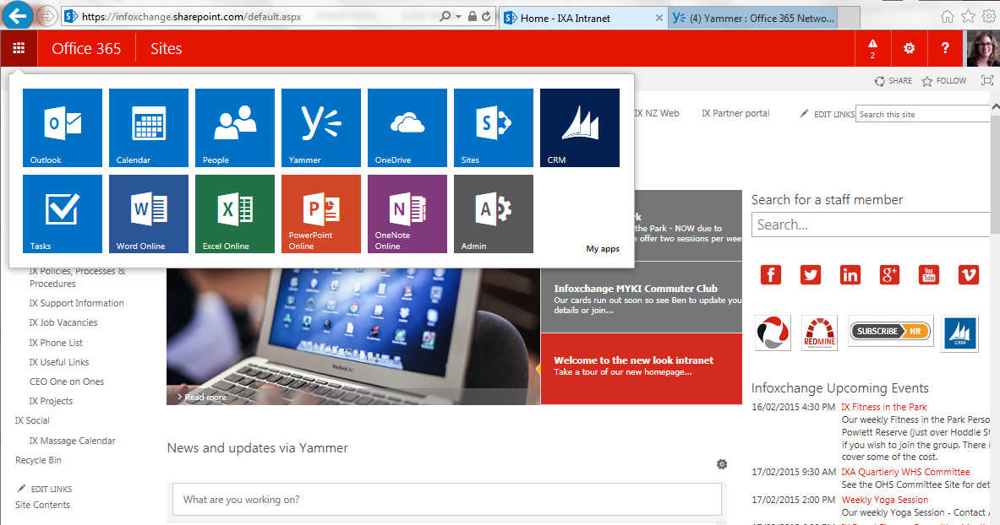 https://infoxchange.sharepoint.com/default.aspx
Home - IXA Intranet
(4) Yammer : Office 365 Netwo...
Office 365
Sites
2
?
SHARE
FOLLOW
Outlook
Calendar
People
Yammer
OneDrive
Sites
CRM
Tasks
Word Online
Excel Online
PowerPoint
Online
OneNote
Online
Admin
My apps
IX NZ Web
IX Partner portal
EDIT LINKS
Search this site
IX Policies, Processes &
Procedures
IX Support Information
IX Job Vacancies
IX Phone List
IX Useful Links
CEO One on Ones
IX Projects
IX Social
IX Massage Calendar
Recycle Bin
EDIT LINKS
Site Contents
MacBook Air
Read more
the Park - NOW due to
offer two sessions per wee
Infoxchange MYKI Commuter Club
Our cards run out soon so see Ben to update you
details or join...
Welcome to the new look intranet
Take a tour of our new homepage...
News and updates via Yammer
What are you working on?
Search for a staff member
Search...
You
Tube
REDMINE
SUBSCRIBE HR
CRM
Infoxchange Upcoming Events
16/02/2015 4:30 PM IX Fitness in the Park
Our weekly Fitness in the Park Perso
Powlett Reserve (just over Hoddle St
if you wish to join the group. There i
cover some of the cost.
17/02/2015 9:30 AM IXA Quartlerly WHS Committee
See the OHS Committee Site for det
17/02/2015 2:00 PM Weekly Yoga Session
Our weekly Yoga Session - Contact A